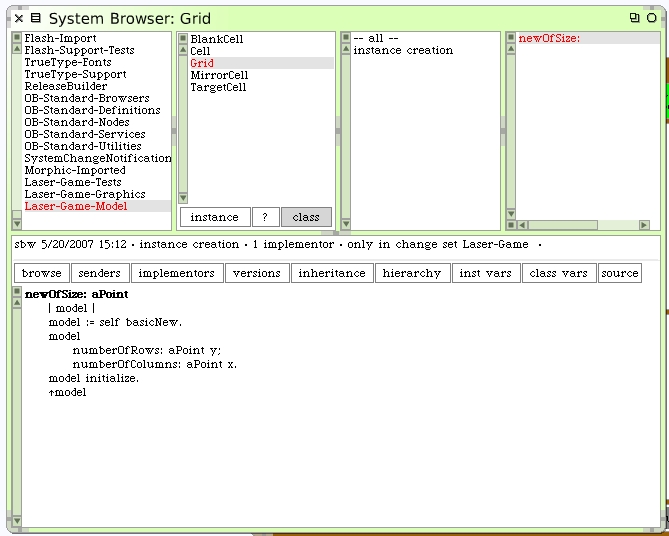 System Browser: Grid
Flash-Import
Flash-Support-Tests
TrueType-Fonts
TrueType-Support
ReleaseBuilder
OB-Standard-Browsers
OB-Standard-Definitions
OB-Standard-Nodes
OB-Standard-Services
OB-Standard-Utilities
SystemChangeNotification
Morphic-Imported
Laser-Game-Tests
Laser-Game-Graphics
Laser-Game-Model
BlankCell
Cell
Grid
MirrorCell
TargetCell
instance ? class
-- all --
instance creation
newOfSize:
sbw 5/20/2007 15:12 · instance creation · 1 implementor · only in change set Laser-Game ·
browse senders implementors versions inheritance hierarchy inst vars class vars source
newOfSize: aPoint
| model |
model := self basicNew.
model
numberOfRows: aPoint y;
numberOfColumns: aPoint x.
model initialize.
↑model